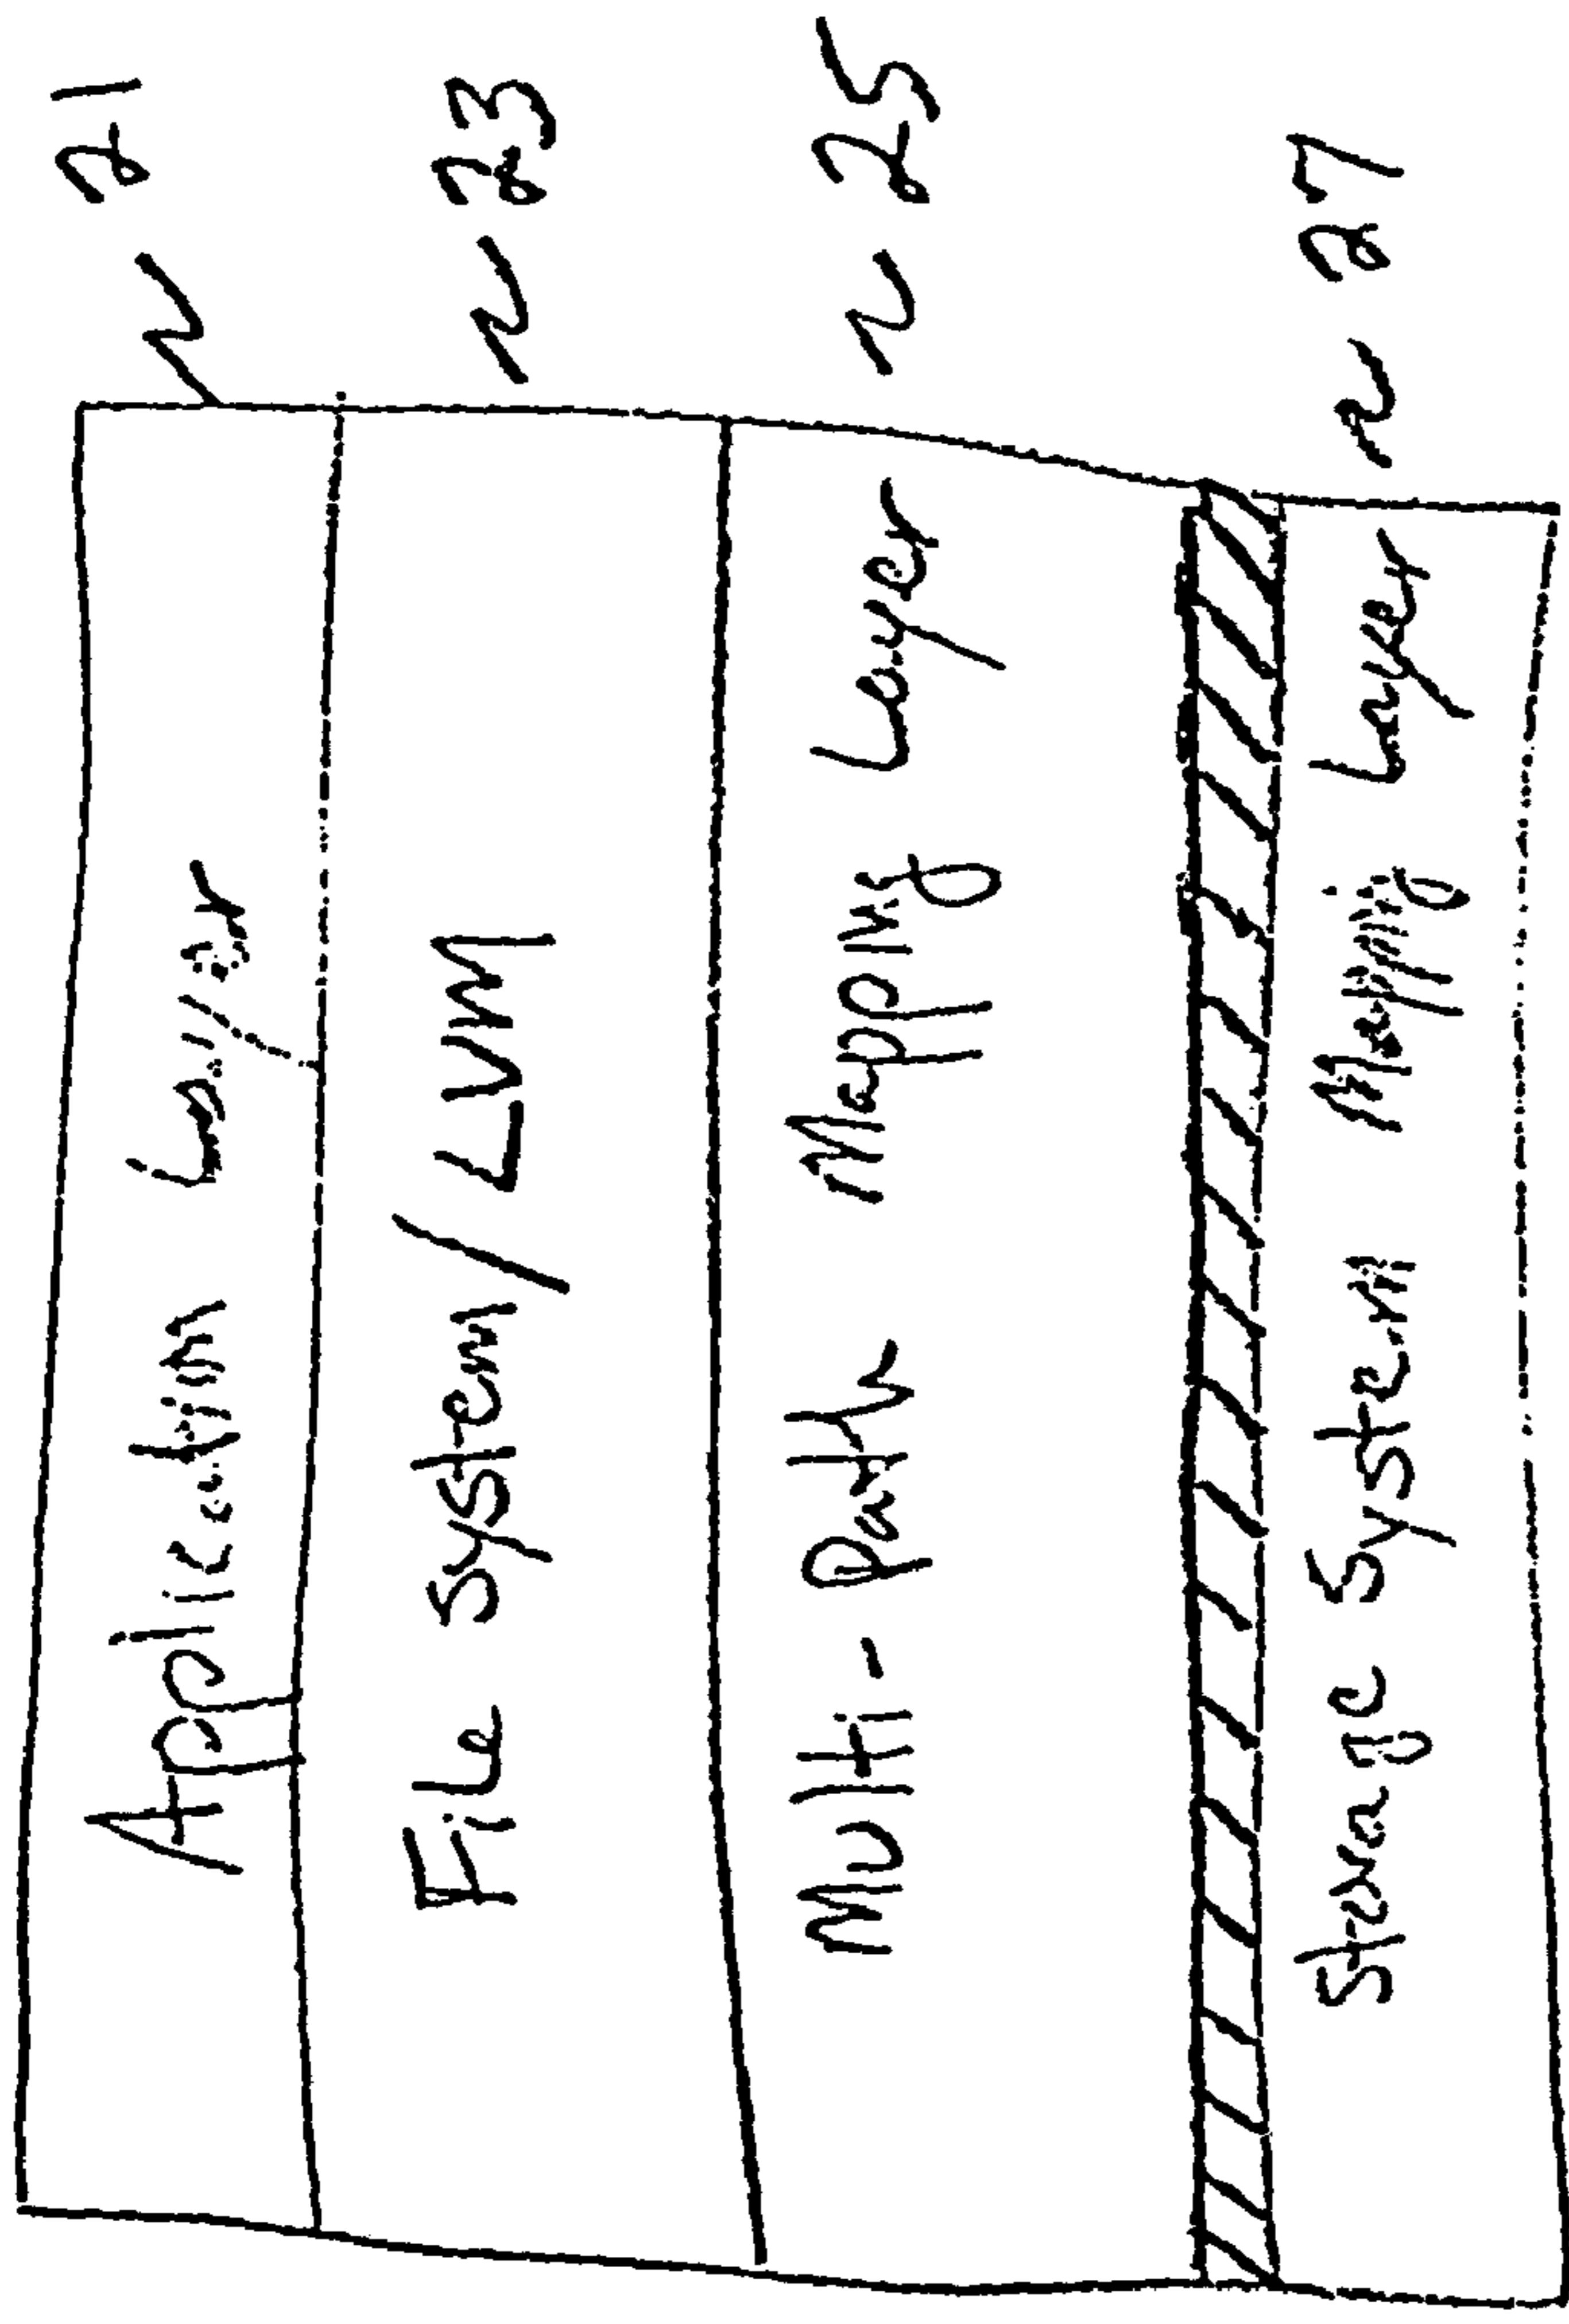 Application Layer 21
File System / LVM 23
Multi-Path Mapping Layer 25
Storage System Mapping Layer 27